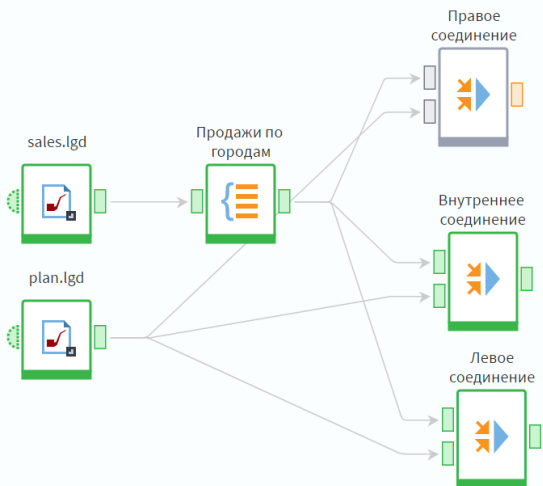 Правое
соединение
sales.lgd
Продажи по
городам
Внутреннее
соединение
plan.lgd
Левое
соединение